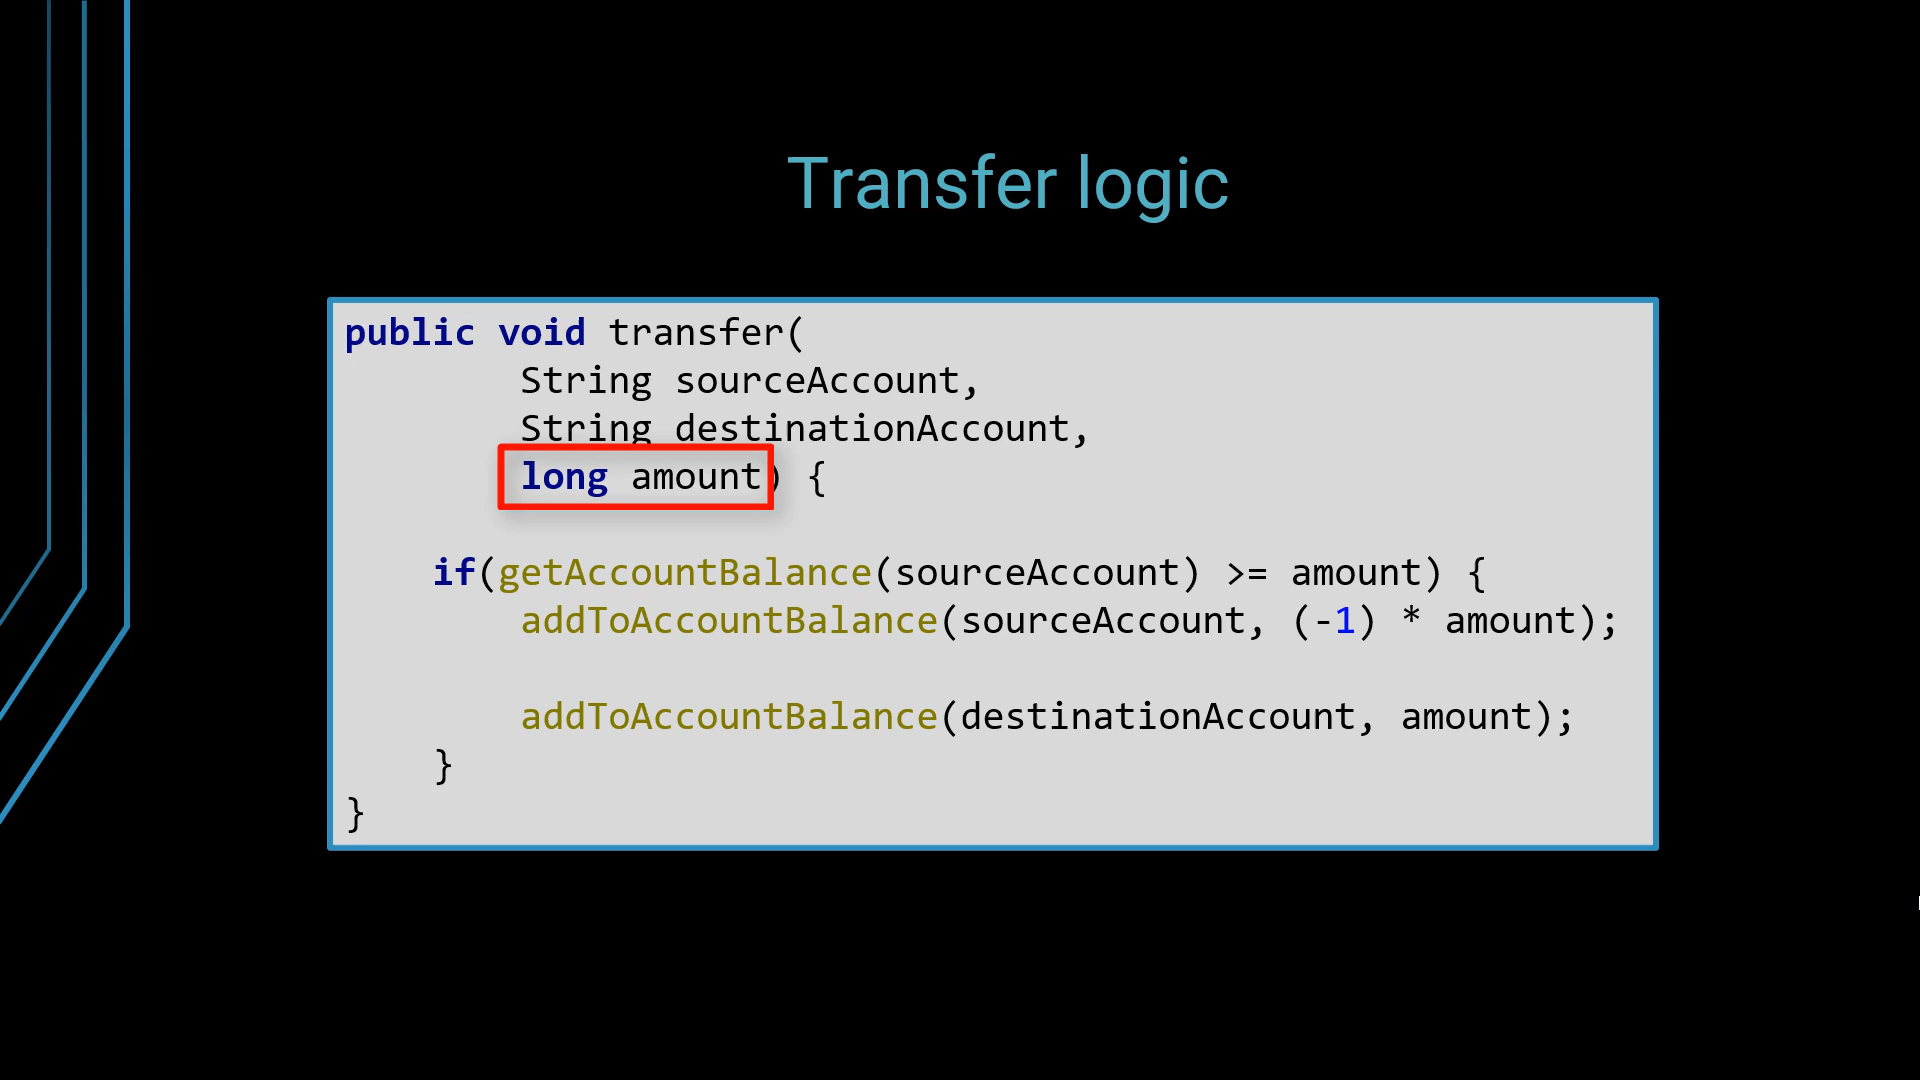 Transfer logic
public void transfer(
String sourceAccount,
String destinationAccount,
long amount) {
if(getAccountBalance(sourceAccount) >= amount) {
addToAccountBalance(sourceAccount, (-1) * amount);
addToAccountBalance(destinationAccount, amount);
}
}